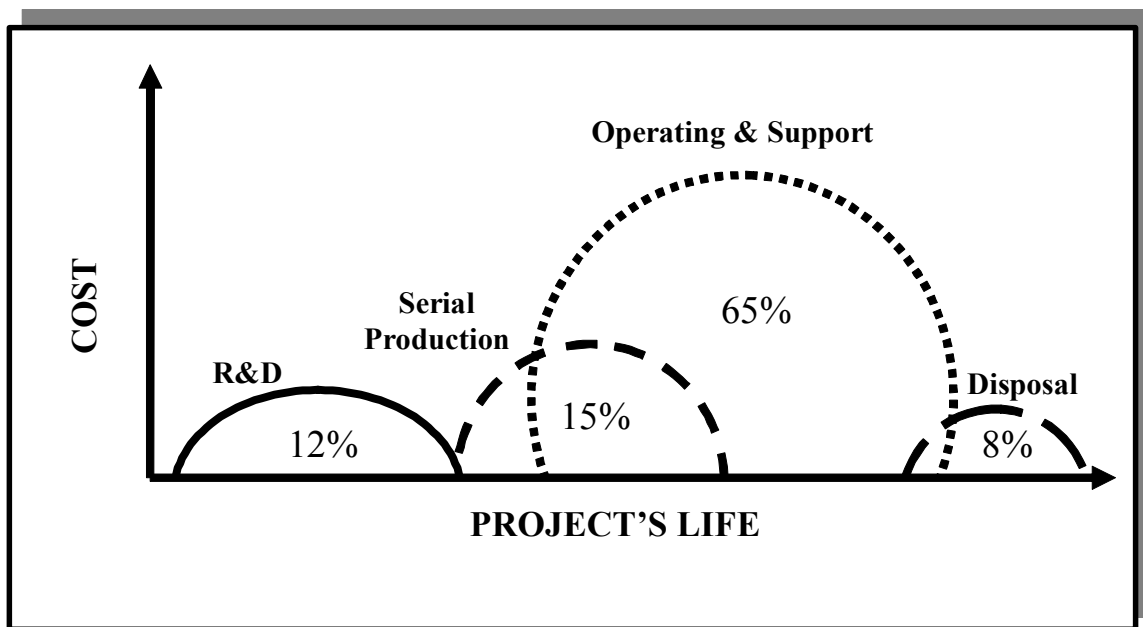 Operating & Support
COST
Serial
Production
65%
R&D
Disposal
15%
12%
8%
PROJECT’S LIFE